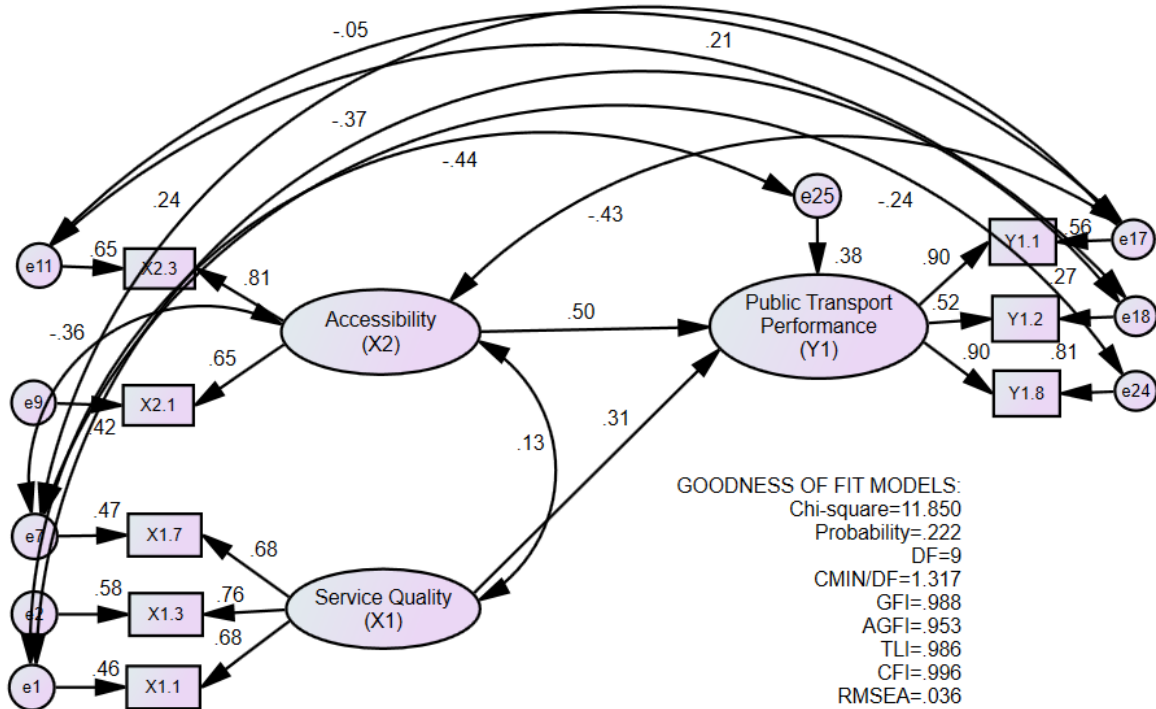 -.05
.21
-.37
-.44
e25
.24
-.43
-.24
e11
.65
X2.3
.81
.38
.90
Y1.1
.56
e17
.27
Accessibility
(X2)
.50
Public Transport
Performance
(Y1)
.52
Y1.2
e18
-.36
.65
.90
.81
e9
X2.1
Y1.8
e24
.42
.13
.31
e7
.47
X1.7
.68
e2
.58
X1.3
.76
Service Quality
(X1)
.68
e1
.46
X1.1
GOODNESS OF FIT MODELS:
Chi-square=11.850
Probability=.222
DF=9
CMIN/DF=1.317
GFI=.988
AGFI=.953
TLI=.986
CFI=.996
RMSEA=.036